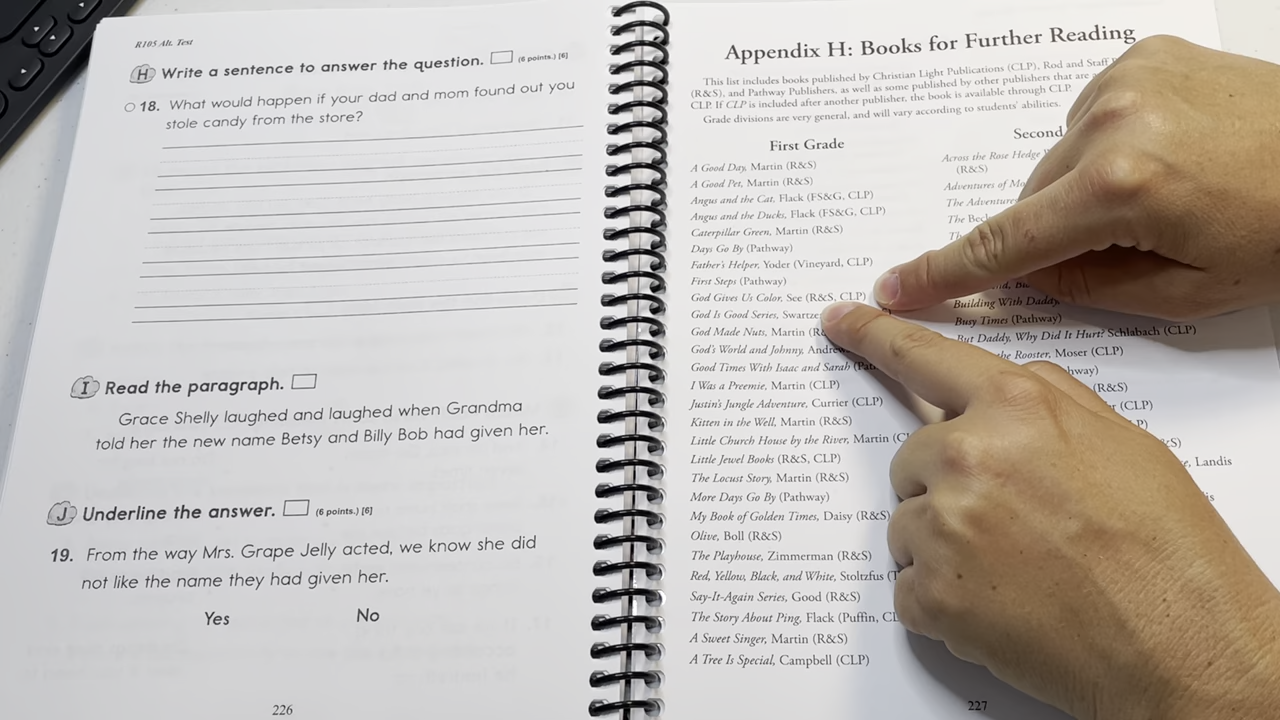 R105 Alt. Test
H Write a sentence to answer the question. (6 points.) [6]
18. What would happen if your dad and mom found out you
stole candy from the store?
I Read the paragraph.
Grace Shelly laughed and laughed when Grandma
told her the new name Betsy and Billy Bob had given her.
J Underline the answer. (6 points.) [6]
19. From the way Mrs. Grape Jelly acted, we know she did
not like the name they had given her.
Yes No
226
Appendix H: Books for Further Reading
This list includes books published by Christian Light Publications (CLP), Rod and Staff
(R&S), and Pathway Publishers, as well as some published by other publishers that are
CLP. If CLP is included after another publisher, the book is available through CLP.
Grade divisions are very general, and will vary according to students' abilities.
First Grade
A Good Day, Martin (R&S)
A Good Pet, Martin (R&S)
Angus and the Cat, Flack (FS&G, CLP)
Angus and the Ducks, Flack (FS&G, CLP)
Caterpillar Green, Martin (R&S)
Days Go By (Pathway)
Father's Helper, Yoder (Vineyard, CLP)
First Steps (Pathway)
God Gives Us Color, See (R&S, CLP)
God Is Good Series,
God Made Nuts, Martin
God's World and Johnny,
Good Times With Isaac and Sarah
I Was a Preemie, Martin (CLP)
Justin's Jungle Adventure, Currier (CLP)
Kitten in the Well, Martin (R&S)
Little Church House by the River, Martin
Little Jewel Books (R&S, CLP)
The Locust Story, Martin (R&S)
More Days Go By (Pathway)
My Book of Golden Times, Daisy (R&S)
Olive, Boll (R&S)
The Playhouse, Zimmerman (R&S)
Red, Yellow, Black, and White, Stoltzfus
Say-It-Again Series, Good (R&S)
The Story About Ping, Flack (Puffin,
A Sweet Singer, Martin (R&S)
A Tree Is Special, Campbell (CLP)
Second
Across the Rose Hedge
(R&S)
Adventures of
The
The
Building With Daddy,
Busy Times (Pathway)
But Daddy, Why Did It Hurt? Schlabach (CLP)
the Rooster, Moser (CLP)
(R&S)
(CLP)
Landis
227